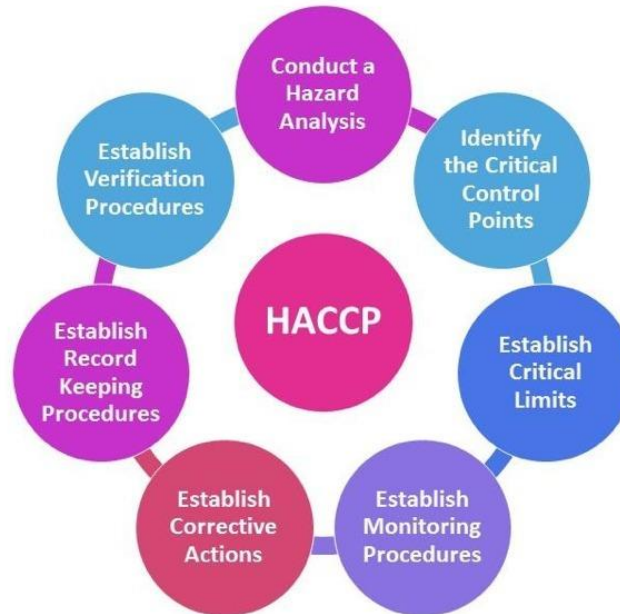 Conduct a
Hazard
Analysis
Identify
the Critical
Control
Points
Establish
Critical
Limits
Establish
Monitoring
Procedures
Establish
Corrective
Actions
Establish
Record
Keeping
Procedures
Establish
Verification
Procedures
HACCP